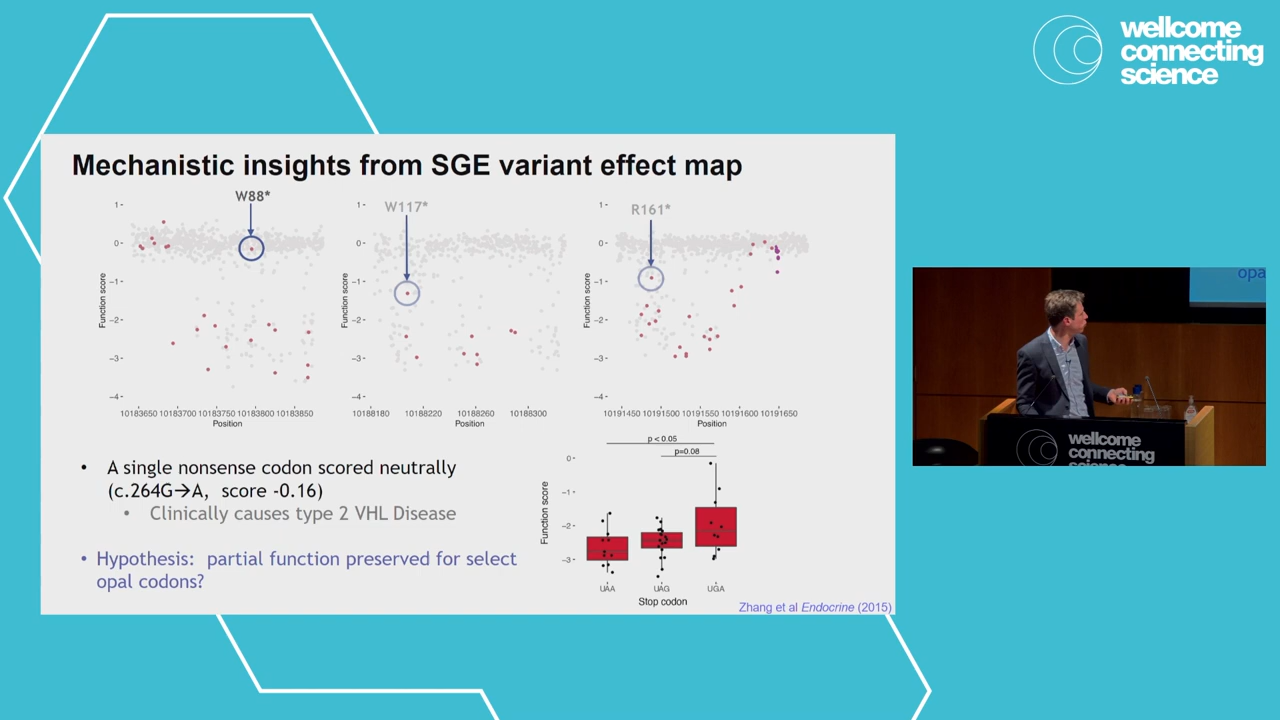 wellcome
connecting
science
Mechanistic insights from SGE variant effect map
W88*
W117*
R161*
1
0
−1
−2
−3
−4
Function score
10183650 10183700 10183750 10183800 10183850
Position
1
0
−1
−2
−3
−4
Function score
10188180 10188220 10188260 10188300
Position
1
0
−1
−2
−3
−4
Function score
10191450 10191500 10191550 10191600 10191650
Position
• A single nonsense codon scored neutrally
(c.264G→A, score -0.16)
• Clinically causes type 2 VHL Disease
• Hypothesis: partial function preserved for select
opal codons?
p < 0.05
p=0.08
0
−1
−2
−3
Function score
UAA UAG UGA
Stop codon
Zhang et al Endocrine (2015)
opa
wellcome
connecting
science